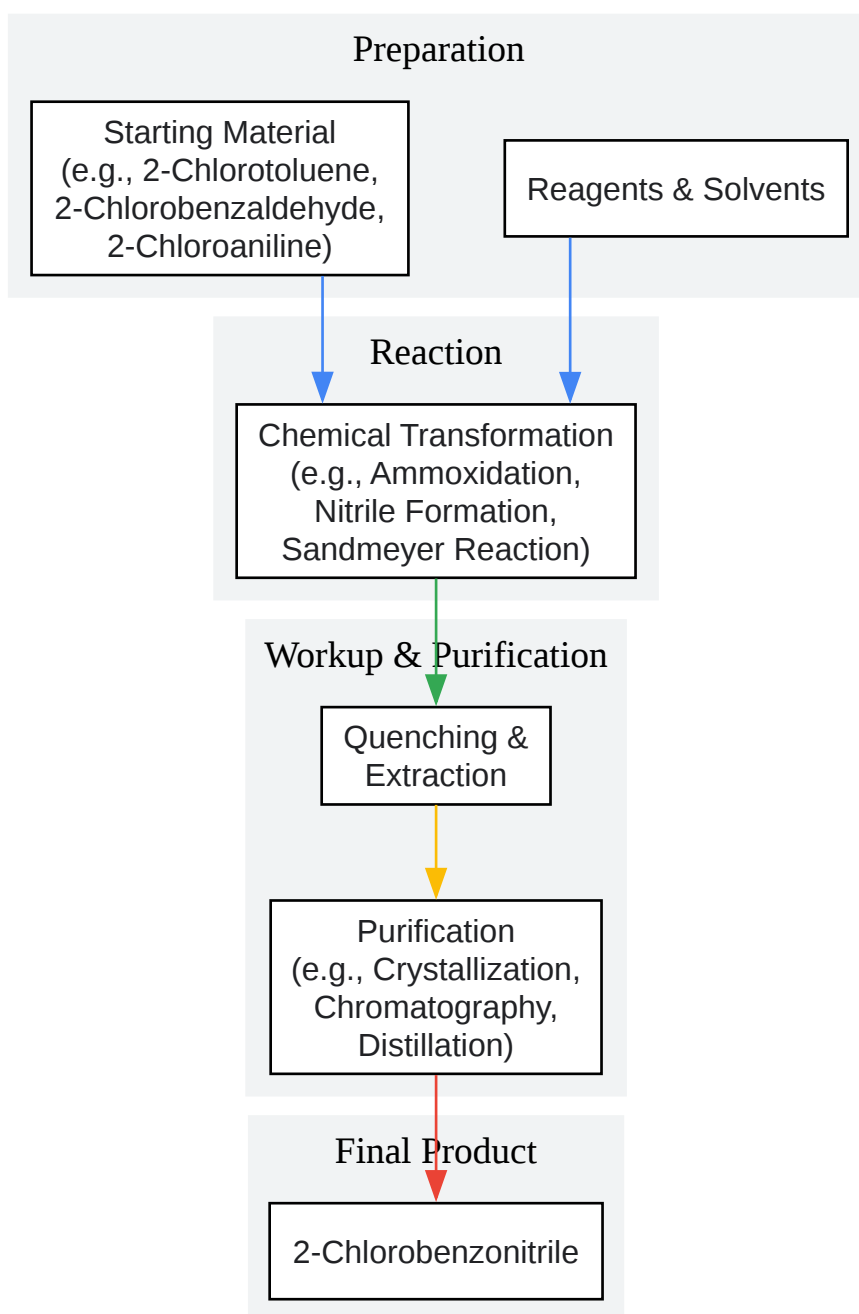 Preparation
Starting Material
(e.g., 2-Chlorotoluene,
2-Chlorobenzaldehyde,
2-Chloroaniline)
Reagents & Solvents
Reaction
Chemical Transformation
(e.g., Ammoxidation,
Nitrile Formation,
Sandmeyer Reaction)
Workup & Purification
Quenching &
Extraction
Purification
(e.g., Crystallization,
Chromatography,
Distillation)
Final Product
2-Chlorobenzonitrile